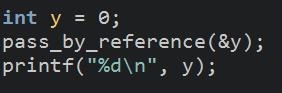 int y = 0;
pass_by_reference(&y);
printf("%d\n", y);